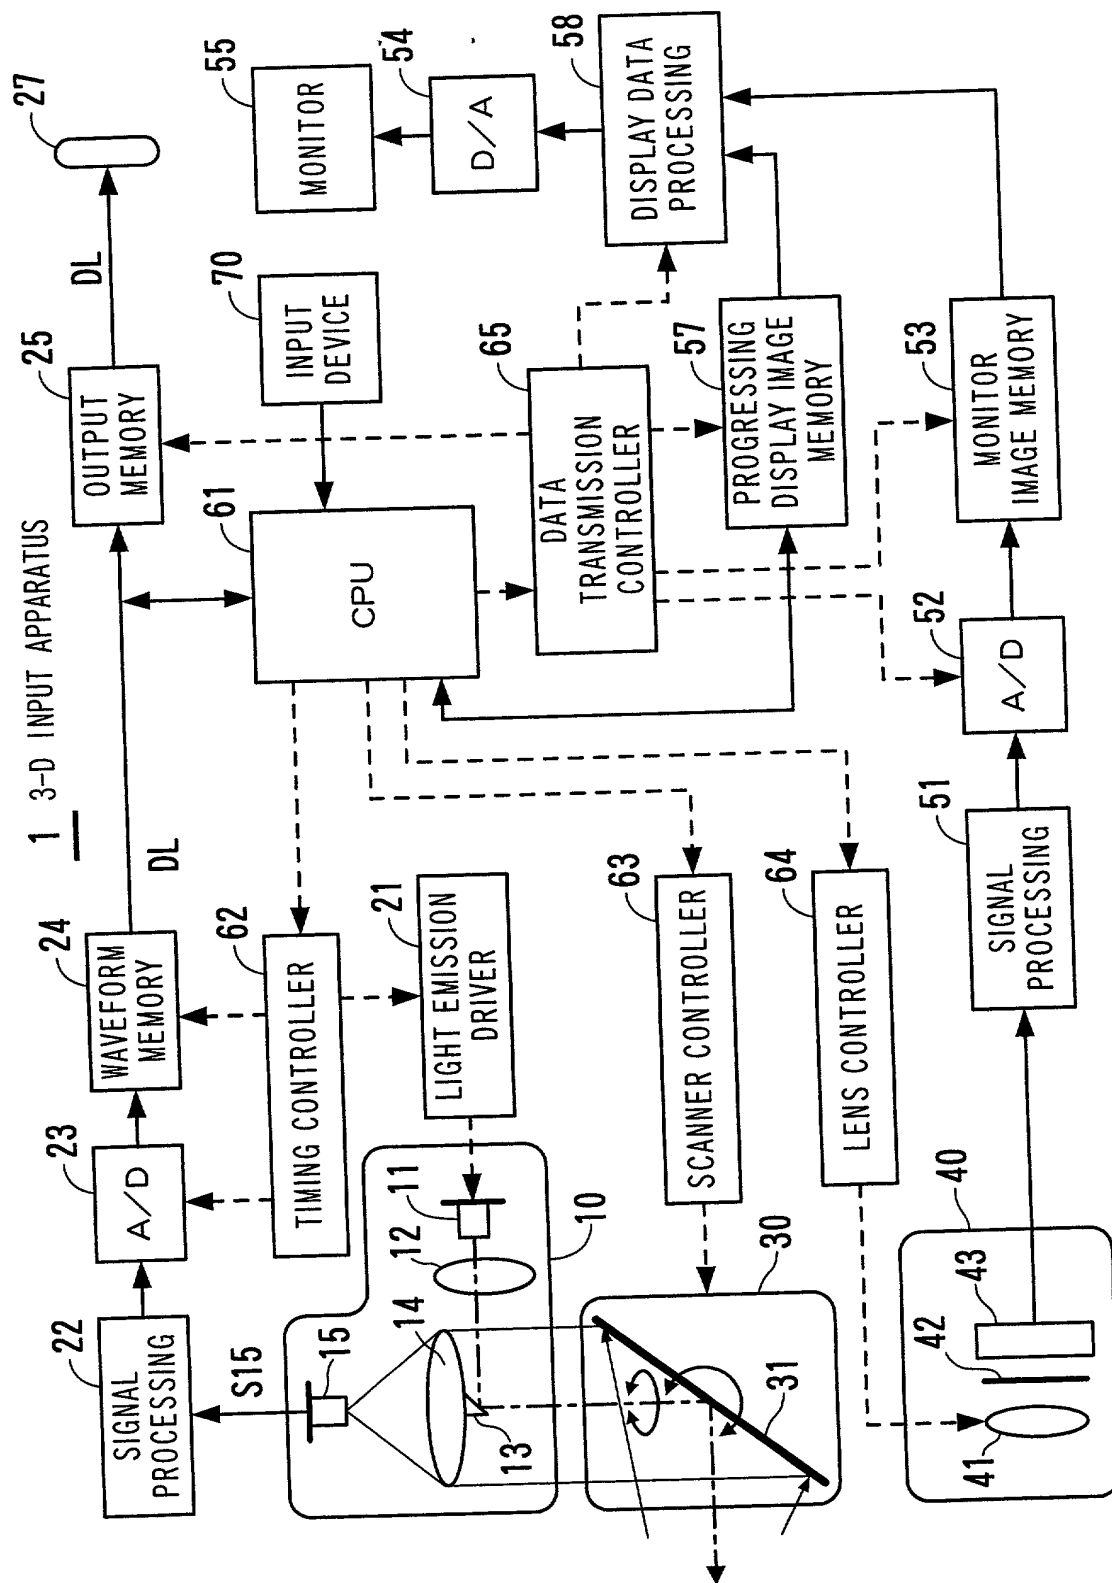 1 3-D INPUT APPARATUS
22
SIGNAL
PROCESSING
23
A/D
24
WAVEFORM
MEMORY
DL
25
OUTPUT
MEMORY
DL
27
S15
15
14
13
12
11
10
62
TIMING CONTROLLER
21
LIGHT EMISSION
DRIVER
61
CPU
70
INPUT
DEVICE
55
MONITOR
54
D/A
58
DISPLAY DATA
PROCESSING
65
DATA
TRANSMISSION
CONTROLLER
57
PROGRESSING
DISPLAY IMAGE
MEMORY
30
31
63
SCANNER CONTROLLER
64
LENS CONTROLLER
40
41
42
43
51
SIGNAL
PROCESSING
52
A/D
53
MONITOR
IMAGE MEMORY